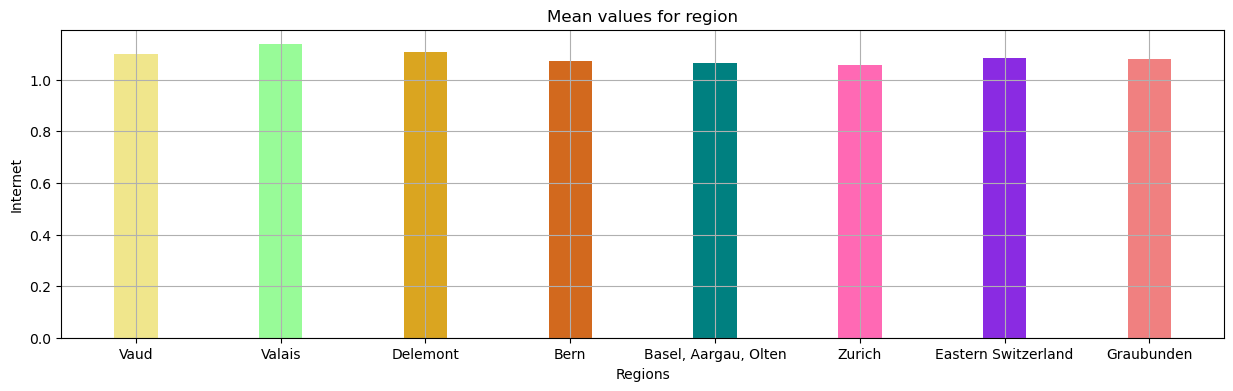 Mean values for region
Internet
1.0
0.8
0.6
0.4
0.2
0.0
Vaud Valais Delemont Bern Basel, Aargau, Olten Zurich Eastern Switzerland Graubunden
Regions